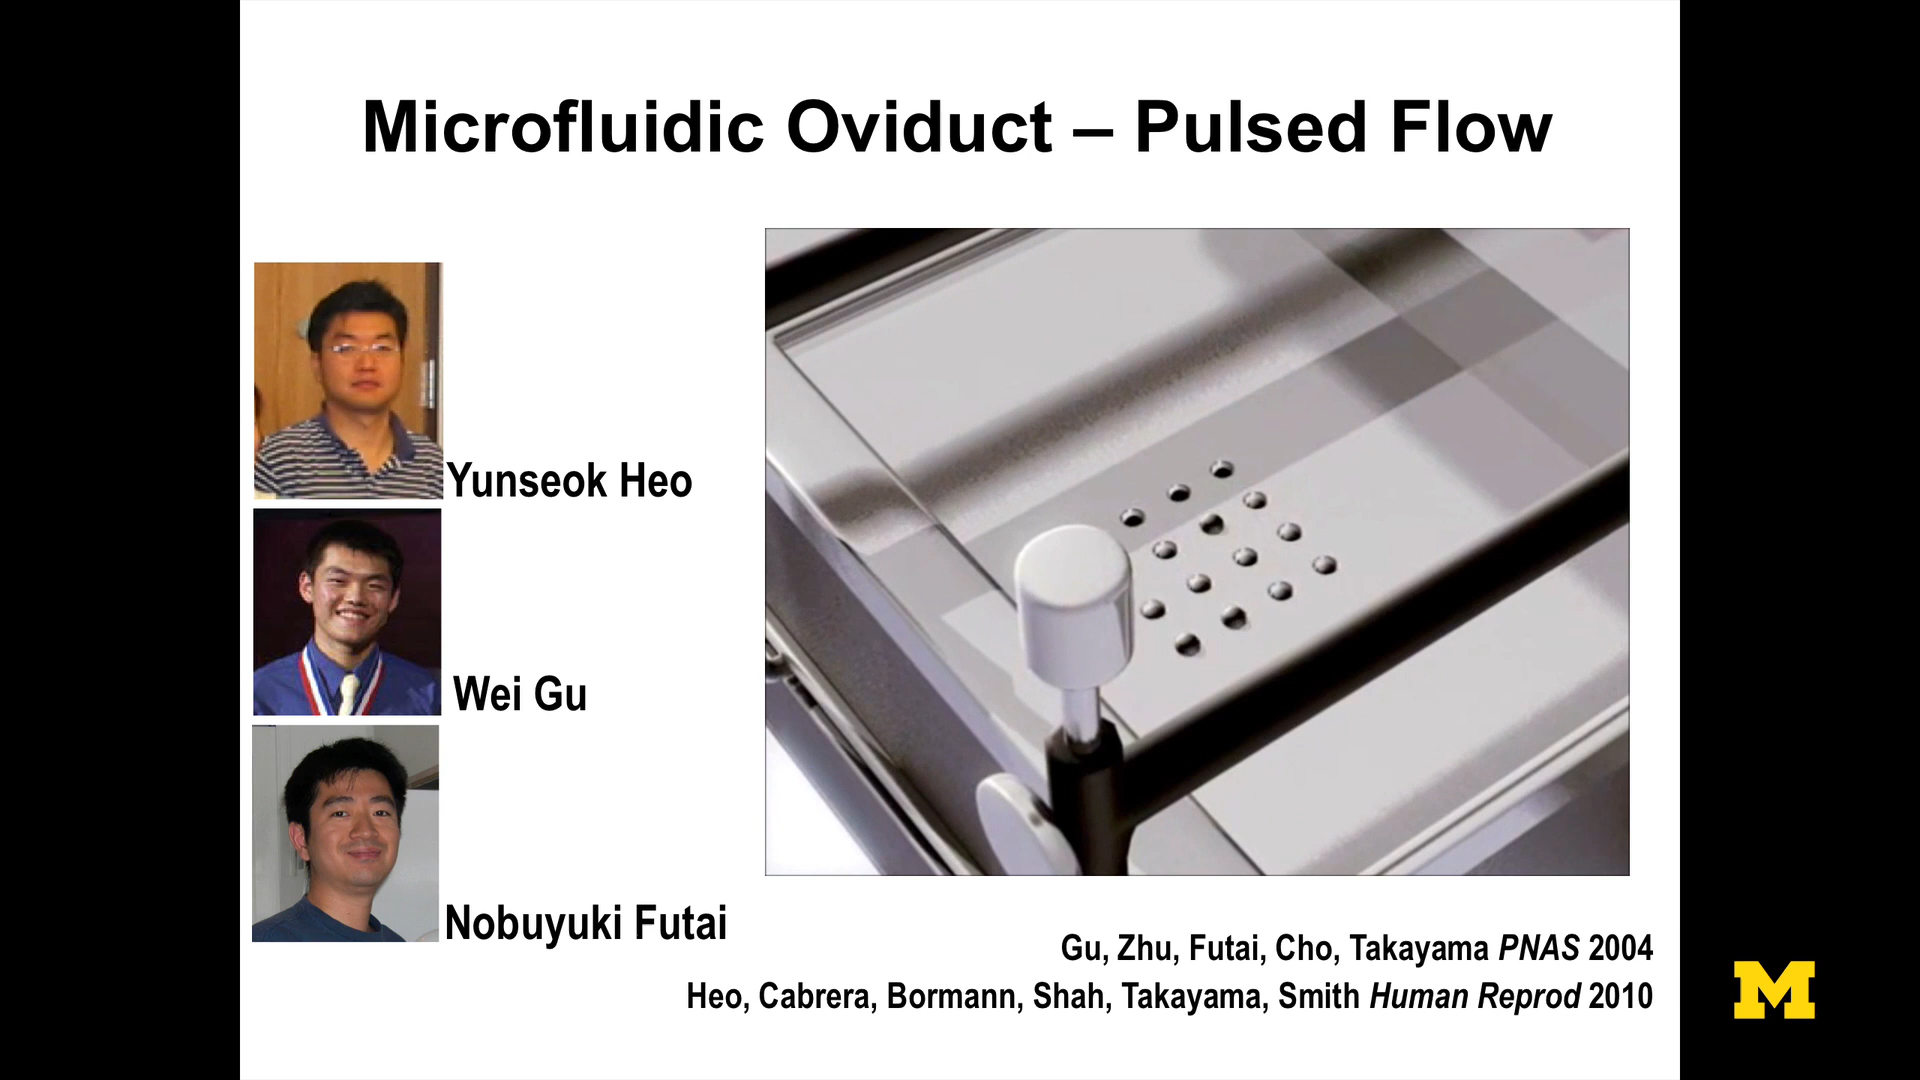 Microfluidic Oviduct – Pulsed Flow
Yunseok Heo
Wei Gu
Nobuyuki Futai
Gu, Zhu, Futai, Cho, Takayama PNAS 2004
Heo, Cabrera, Bormann, Shah, Takayama, Smith Human Reprod 2010
M